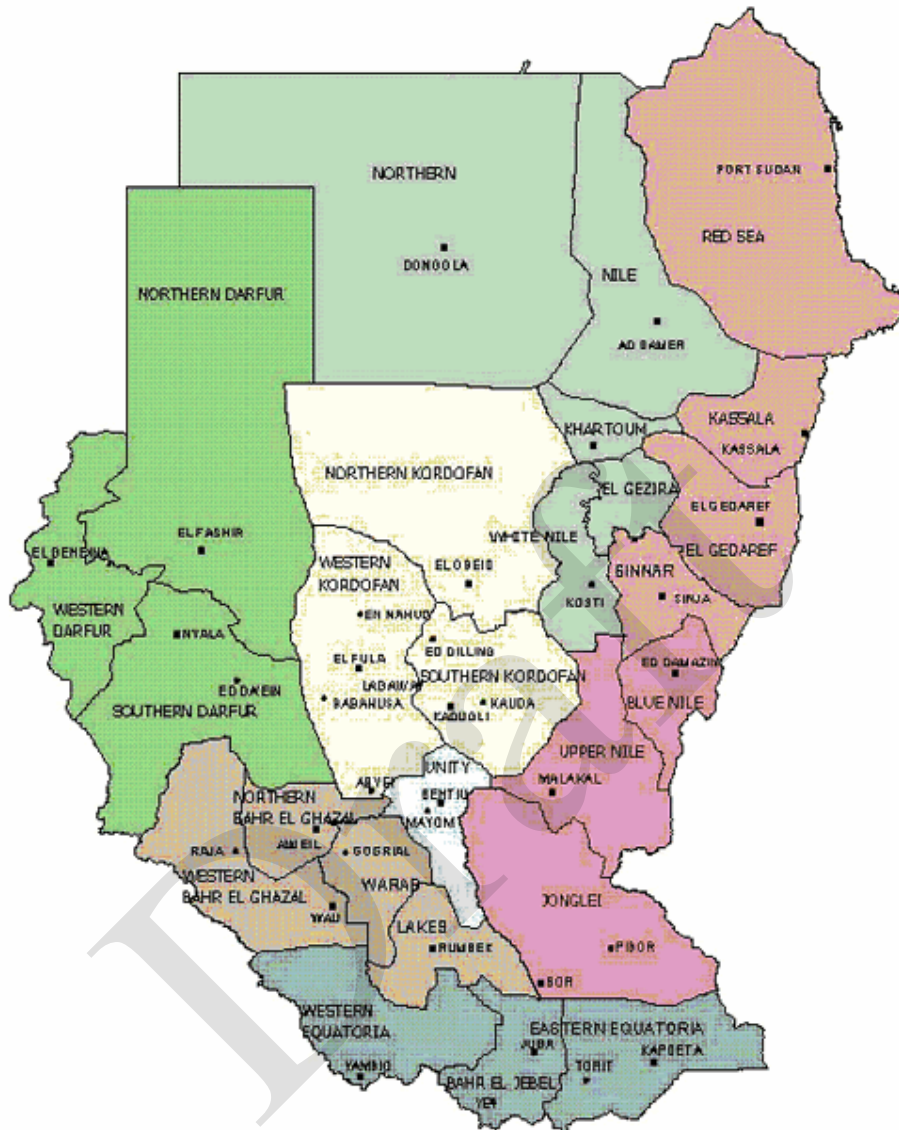 NORTHERN
PORT SUDAN
RED SEA
DONGOLA
NILE
NORTHERN DARFUR
AD DAMER
KASSALA
KHARTOUM
KASSALA
NORTHERN KORDOFAN
EL GEZIRA
EL GEDAREF
WHITE NILE
EL FASHIR
EL GEDAREF
WESTERN
KORDOFAN
EL OBEID
SINNAR
KOSTI
SINJA
WESTERN
DARFUR
EN NAHUD
NYALA
ED DILLING
EL FULA
ED DAMAZIN
SOUTHERN KORDOFAN
ED DA'EIN
KAUDA
BLUE NILE
SOUTHERN DARFUR
KADUGLI
UPPER NILE
UNITY
MALAKAL
NORTHERN
BAHR EL GHAZAL
BENTIU
MAYOM
AWEIL
RAJA
GOGRIAL
WESTERN
BAHR EL GHAZAL
WARAB
JONGLEI
WAU
LAKES
RUMBEK
PIBOR
BOR
WESTERN
EQUATORIA
EASTERN EQUATORIA
JUBA
KAPOETA
YAMBIO
TORIT
BAHR EL JEBEL
YEI
Draft